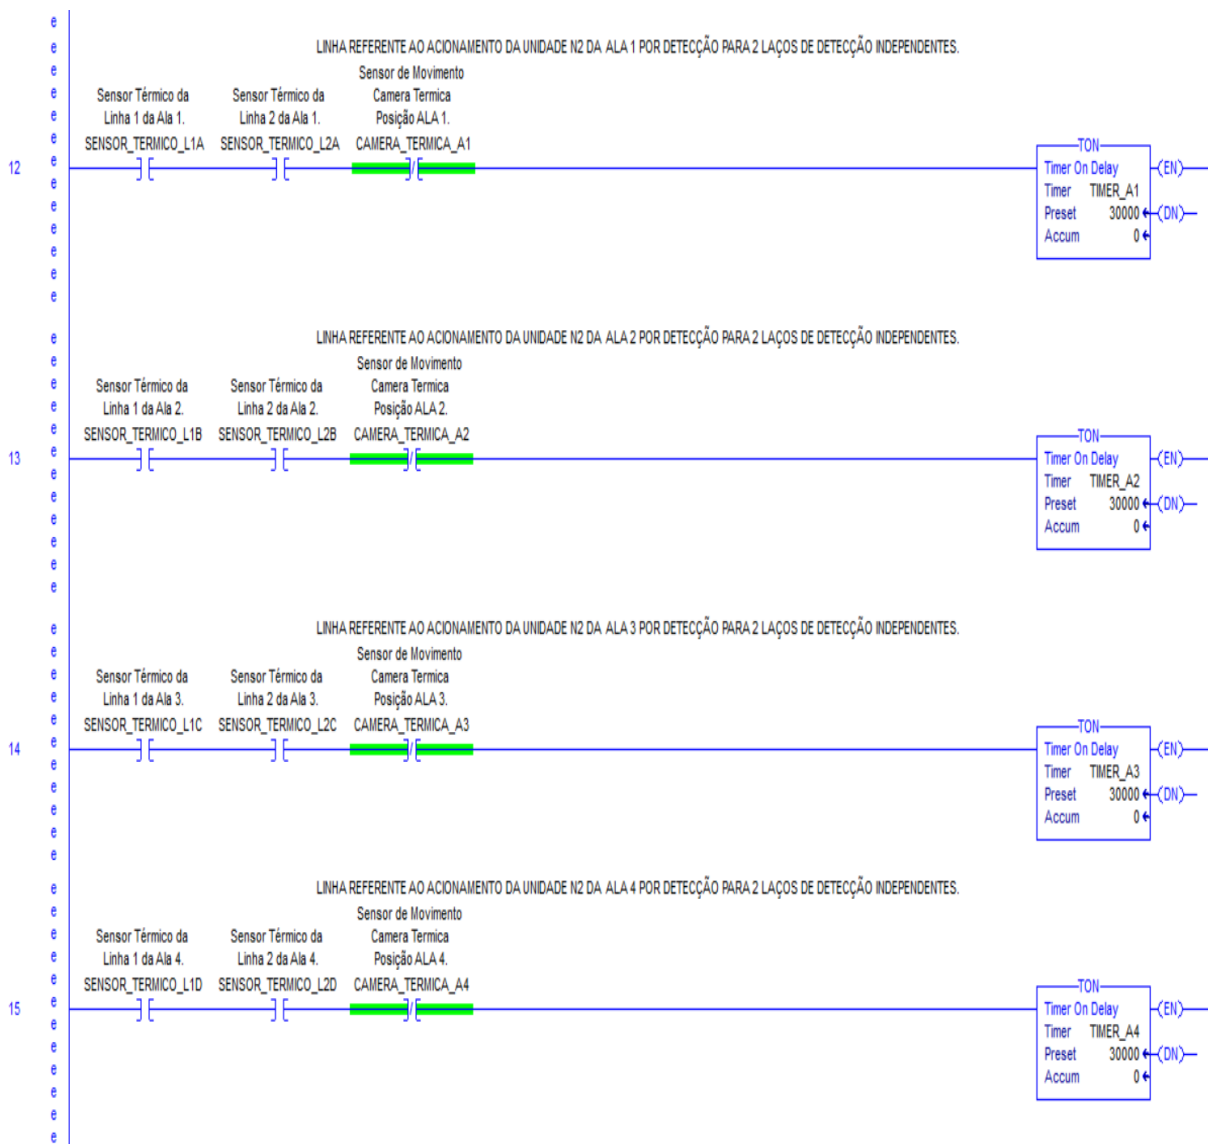 e
e
LINHA REFERENTE AO ACIONAMENTO DA UNIDADE N2 DA ALA 1 POR DETECÇÃO PARA 2 LAÇOS DE DETECÇÃO INDEPENDENTES.
Sensor de Movimento
Sensor Térmico da Sensor Térmico da Camera Termica
Linha 1 da Ala 1. Linha 2 da Ala 1. Posição ALA 1.
SENSOR_TERMICO_L1A SENSOR_TERMICO_L2A CAMERA_TERMICA_A1
12
TON
Timer On Delay (EN)
Timer TIMER_A1
Preset 30000 (DN)
Accum 0
LINHA REFERENTE AO ACIONAMENTO DA UNIDADE N2 DA ALA 2 POR DETECÇÃO PARA 2 LAÇOS DE DETECÇÃO INDEPENDENTES.
Sensor de Movimento
Sensor Térmico da Sensor Térmico da Camera Termica
Linha 1 da Ala 2. Linha 2 da Ala 2. Posição ALA 2.
SENSOR_TERMICO_L1B SENSOR_TERMICO_L2B CAMERA_TERMICA_A2
13
TON
Timer On Delay (EN)
Timer TIMER_A2
Preset 30000 (DN)
Accum 0
LINHA REFERENTE AO ACIONAMENTO DA UNIDADE N2 DA ALA 3 POR DETECÇÃO PARA 2 LAÇOS DE DETECÇÃO INDEPENDENTES.
Sensor de Movimento
Sensor Térmico da Sensor Térmico da Camera Termica
Linha 1 da Ala 3. Linha 2 da Ala 3. Posição ALA 3.
SENSOR_TERMICO_L1C SENSOR_TERMICO_L2C CAMERA_TERMICA_A3
14
TON
Timer On Delay (EN)
Timer TIMER_A3
Preset 30000 (DN)
Accum 0
LINHA REFERENTE AO ACIONAMENTO DA UNIDADE N2 DA ALA 4 POR DETECÇÃO PARA 2 LAÇOS DE DETECÇÃO INDEPENDENTES.
Sensor de Movimento
Sensor Térmico da Sensor Térmico da Camera Termica
Linha 1 da Ala 4. Linha 2 da Ala 4. Posição ALA 4.
SENSOR_TERMICO_L1D SENSOR_TERMICO_L2D CAMERA_TERMICA_A4
15
TON
Timer On Delay (EN)
Timer TIMER_A4
Preset 30000 (DN)
Accum 0